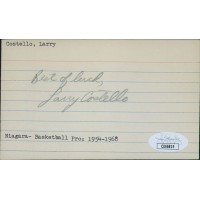 Costello, Larry
Best of luck,
Larry Costello
Niagara- Basketball Pro: 1954-1968